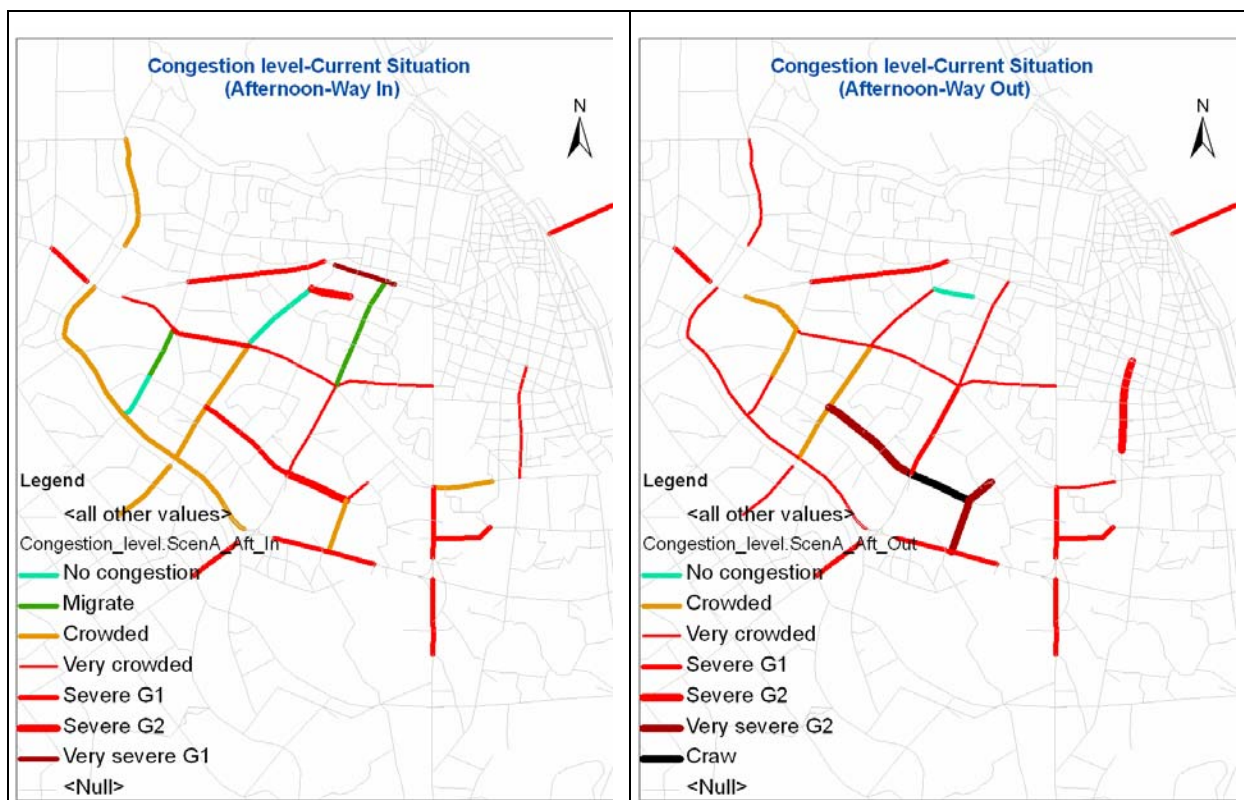 Congestion level-Current Situation
(Afternoon-Way In)
N
Legend
<all other values>
Congestion_level.ScenA_Aft_In
No congestion
Migrate
Crowded
Very crowded
Severe G1
Severe G2
Very severe G1
<Null>
Congestion level-Current Situation
(Afternoon-Way Out)
N
Legend
<all other values>
Congestion_level.ScenA_Aft_Out
No congestion
Crowded
Very crowded
Severe G1
Severe G2
Very severe G2
Craw
<Null>